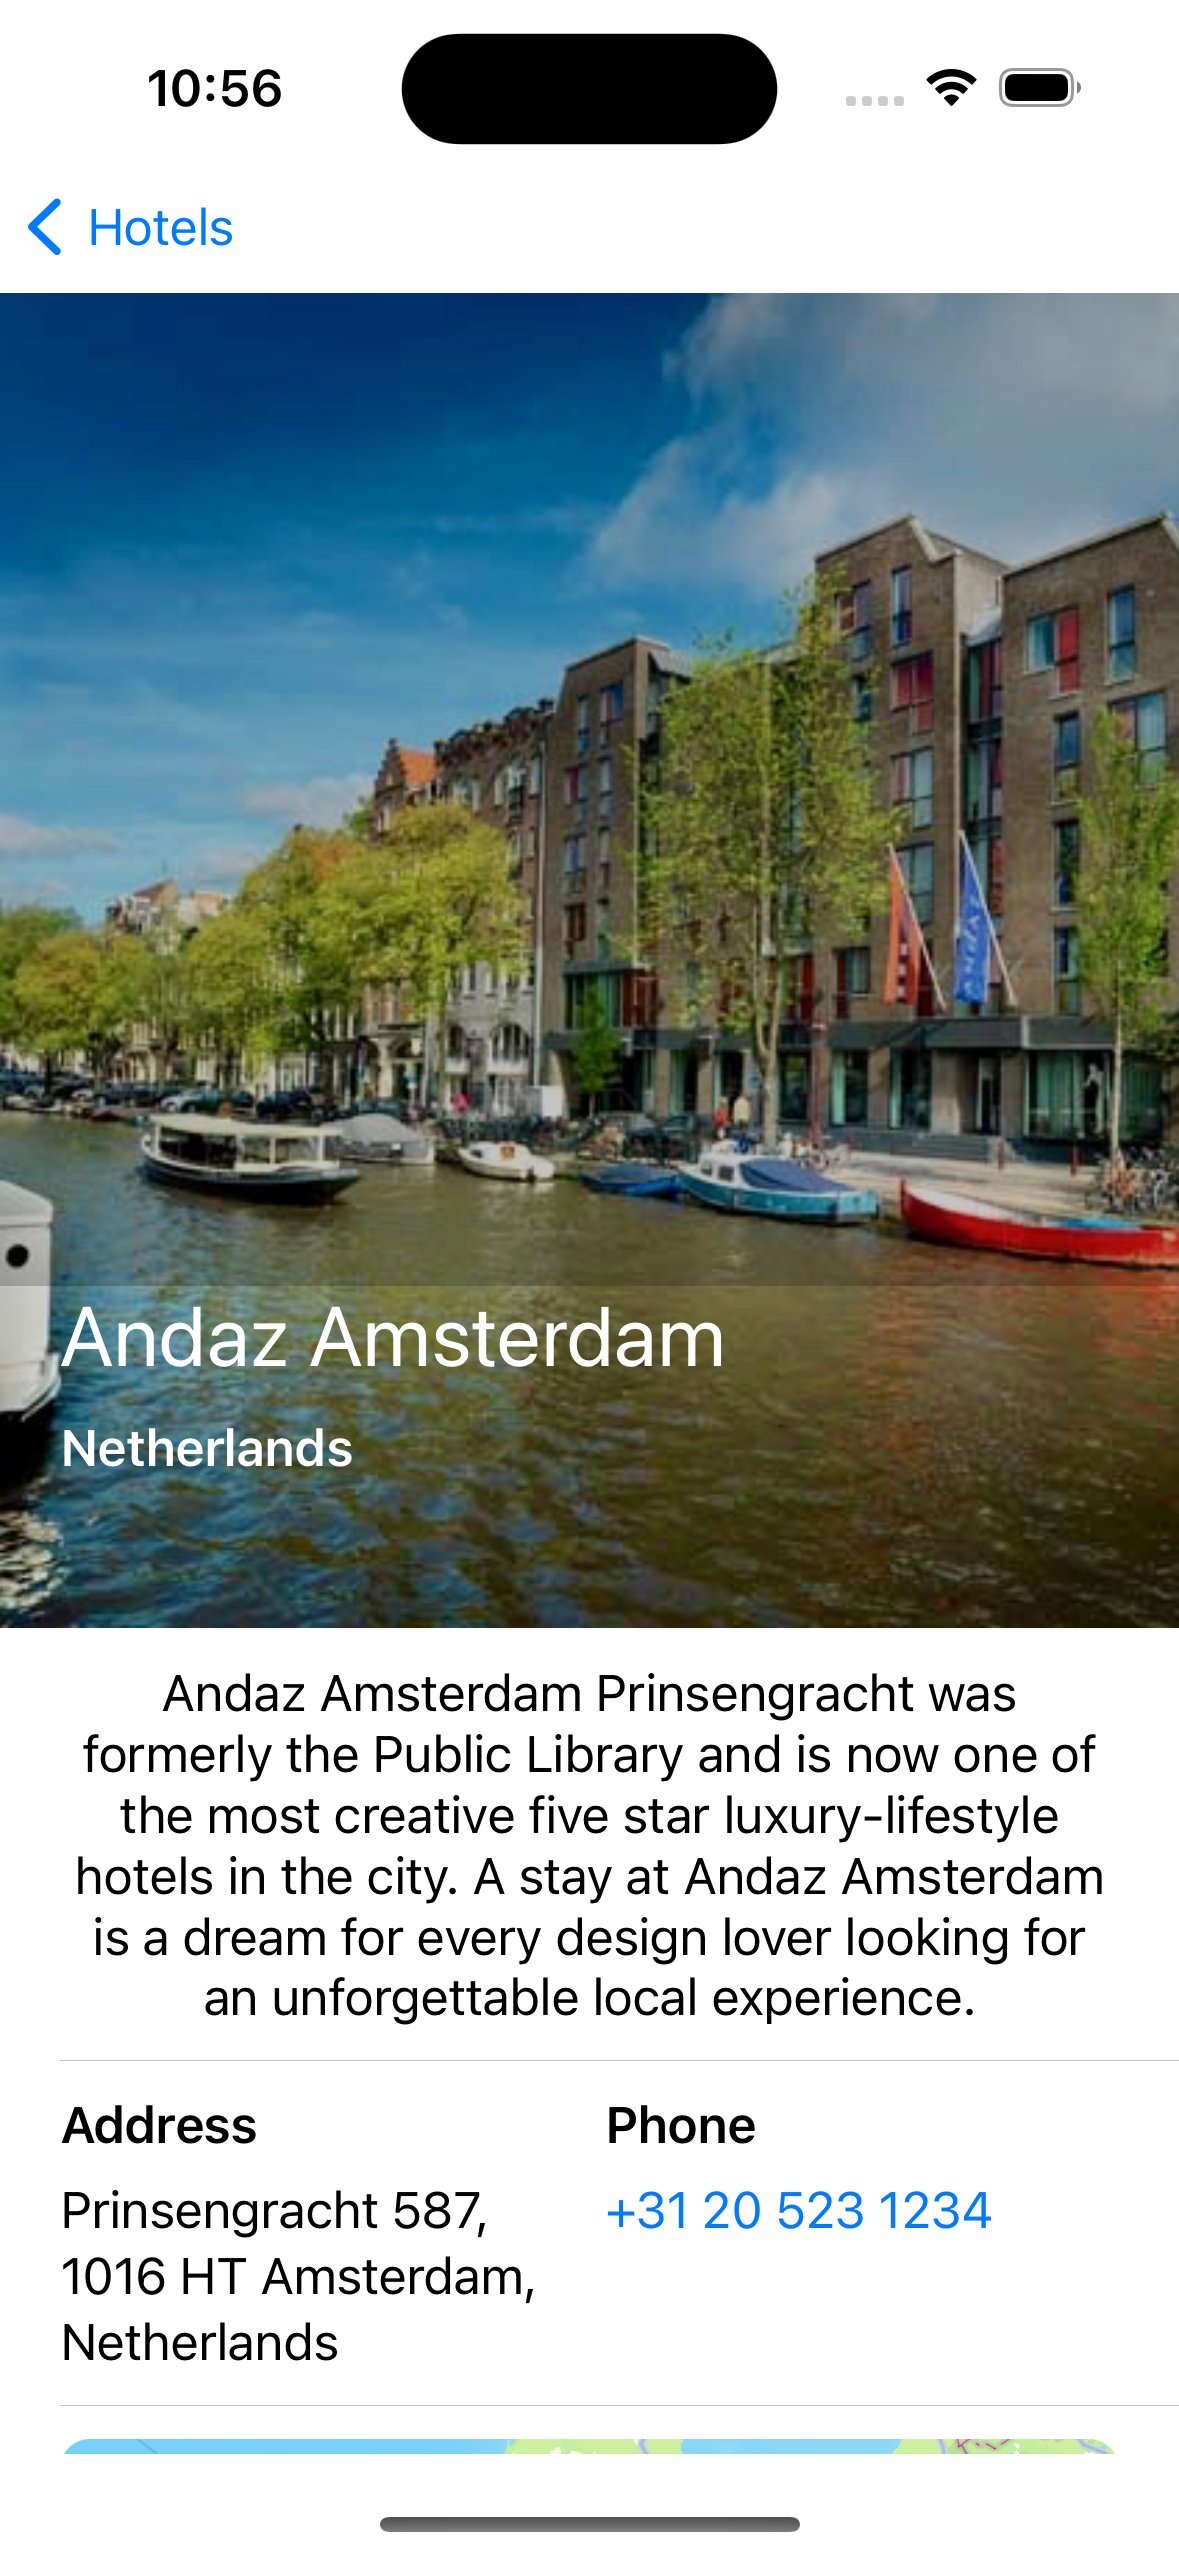 10:56
Hotels
ANDAZ
Andaz Amsterdam
Netherlands
Andaz Amsterdam Prinsengracht was
formerly the Public Library and is now one of
the most creative five star luxury-lifestyle
hotels in the city. A stay at Andaz Amsterdam
is a dream for every design lover looking for
an unforgettable local experience.
Address
Phone
Prinsengracht 587,
+31 20 523 1234
1016 HT Amsterdam,
Netherlands